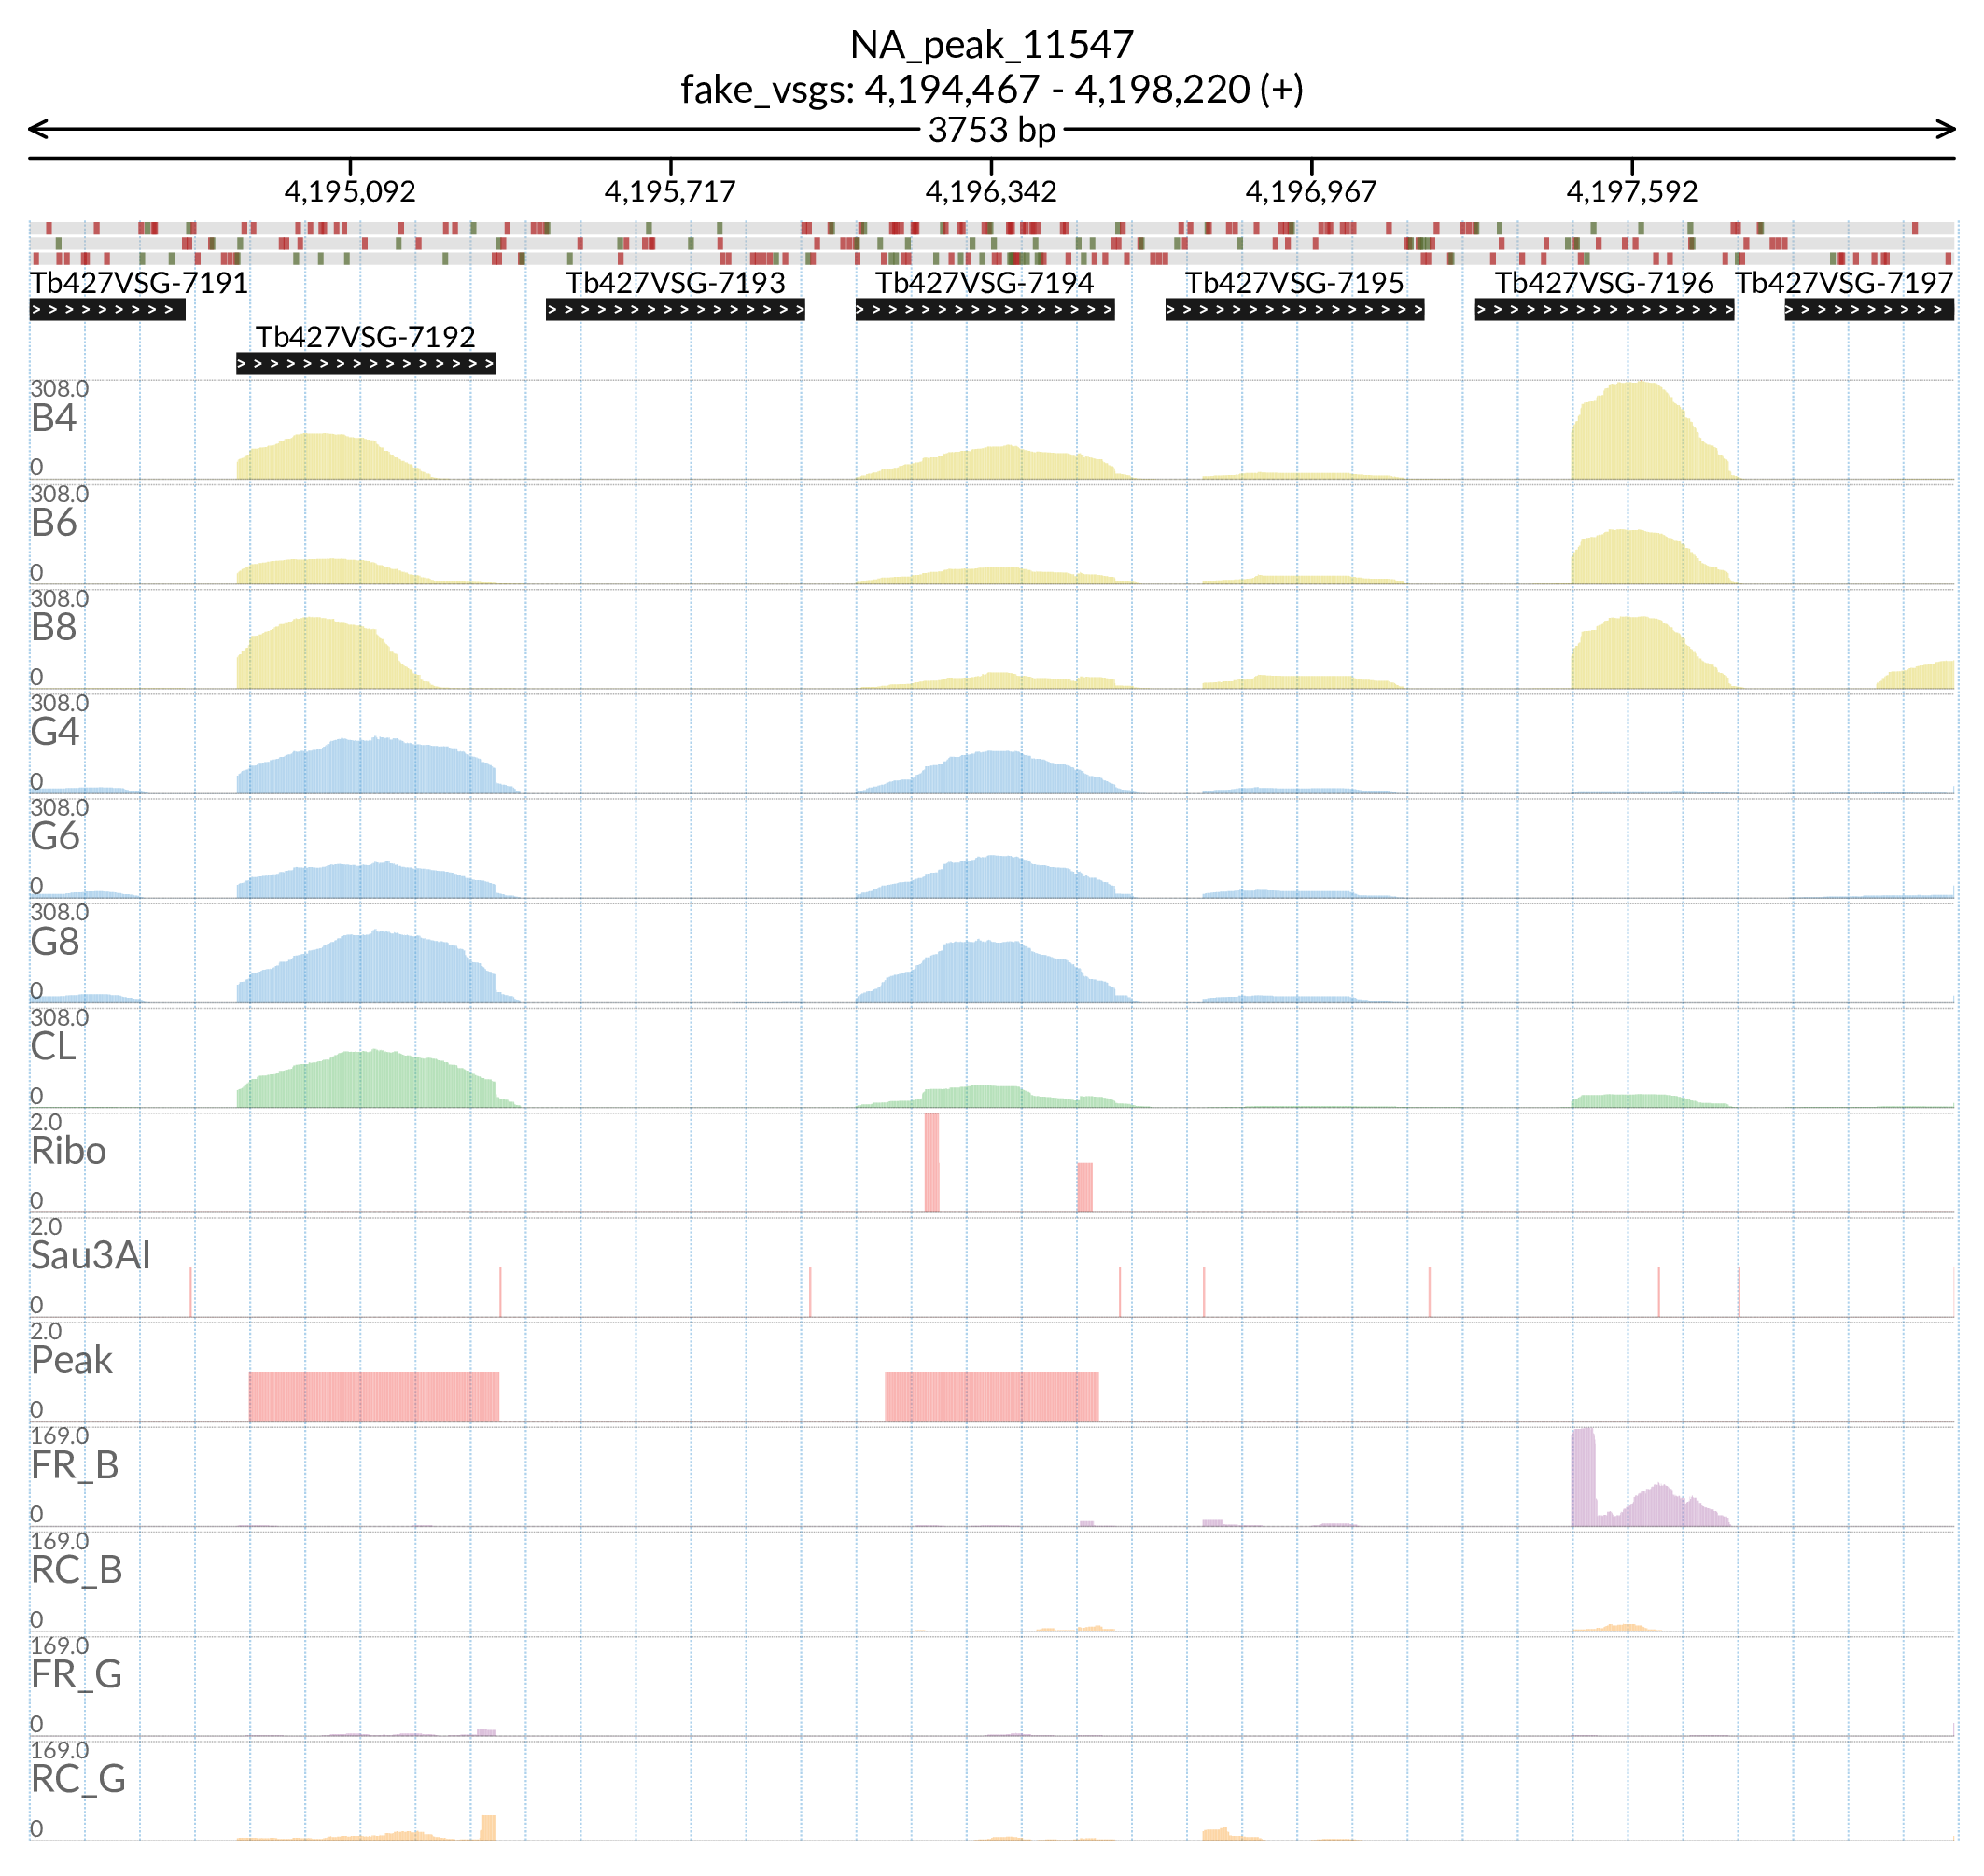 NA_peak_11547
fake_vsgs: 4,194,467 - 4,198,220 (+)
3753 bp
4,195,092 4,195,717 4,196,342 4,196,967 4,197,592
Tb427VSG-7191 Tb427VSG-7193 Tb427VSG-7194 Tb427VSG-7195 Tb427VSG-7196 Tb427VSG-7197
Tb427VSG-7192
308.0
B4
0
308.0
B6
0
308.0
B8
0
308.0
G4
0
308.0
G6
0
308.0
G8
0
308.0
CL
0
2.0
Ribo
0
2.0
Sau3AI
0
2.0
Peak
0
169.0
FR_B
0
169.0
RC_B
0
169.0
FR_G
0
169.0
RC_G
0